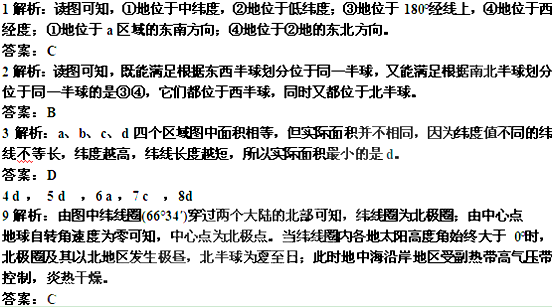 1 解析：读图可知，①地位于中纬度，②地位于低纬度；③地位于 180°经线上，④地位于西
经度；①地位于 a 区域的东南方向；④地位于②地的东北方向。
答案： C
2 解析：读图可知，既能满足根据东西半球划分位于同一半球，又能满足根据南北半球划分
位于同一半球的是③④，它们都位于西半球，同时又都位于北半球。
答案： B
3 解析：a、b、c、d 四个区域图中面积相等，但实际面积并不相同，因为纬度值不同的纬
线不等长，纬度越高，纬线长度越短，所以实际面积最小的是 d。
答案： D
4 d ， 5 d ，6 a ，7 c ，8d
9 解析：由图中纬线圈(66°34′)穿过两个大陆的北部可知，纬线圈为北极圈；由中心点
地球自转角速度为零可知，中心点为北极点。当纬线圈内各地太阳高度角始终大于 0°时，
北极圈及其以北地区发生极昼，北半球为夏至日；此时地中海沿岸地区受副热带高气压带
控制，炎热干燥。
答案： C